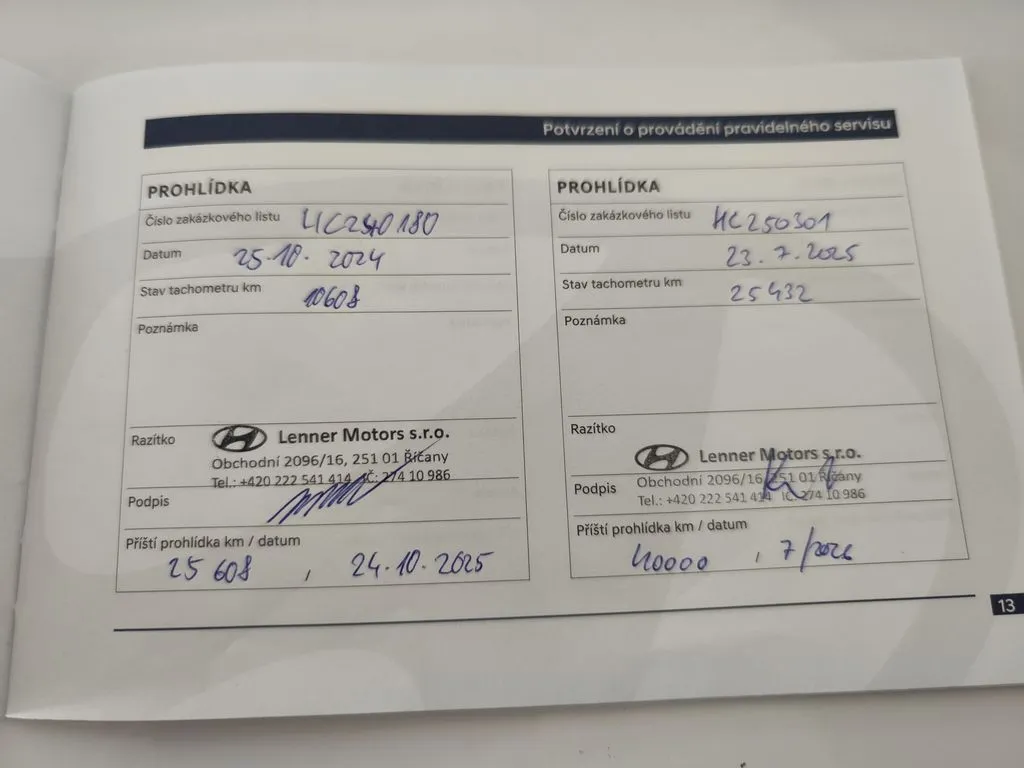 Potvrzení o provádění pravidelného servisu
PROHLÍDKA
Číslo zakázkového listu HC240180
Datum 25.10. 2024
Stav tachometru km 10608
Poznámka
Razítko
Lenner Motors s.r.o.
Obchodní 2096/16, 251 01 Říčany
Tel.: +420 222 541 414 IČ: 274 10 986
Podpis
Příští prohlídka km / datum
25 608 , 24.10.2025
PROHLÍDKA
Číslo zakázkového listu HC250301
Datum 23.7.2025
Stav tachometru km 25432
Poznámka
Razítko
Lenner Motors s.r.o.
Obchodní 2096/16, 251 01 Říčany
Podpis
Tel.: +420 222 541 414 IČ: 274 10 986
Příští prohlídka km / datum
40000 , 7/2026
13